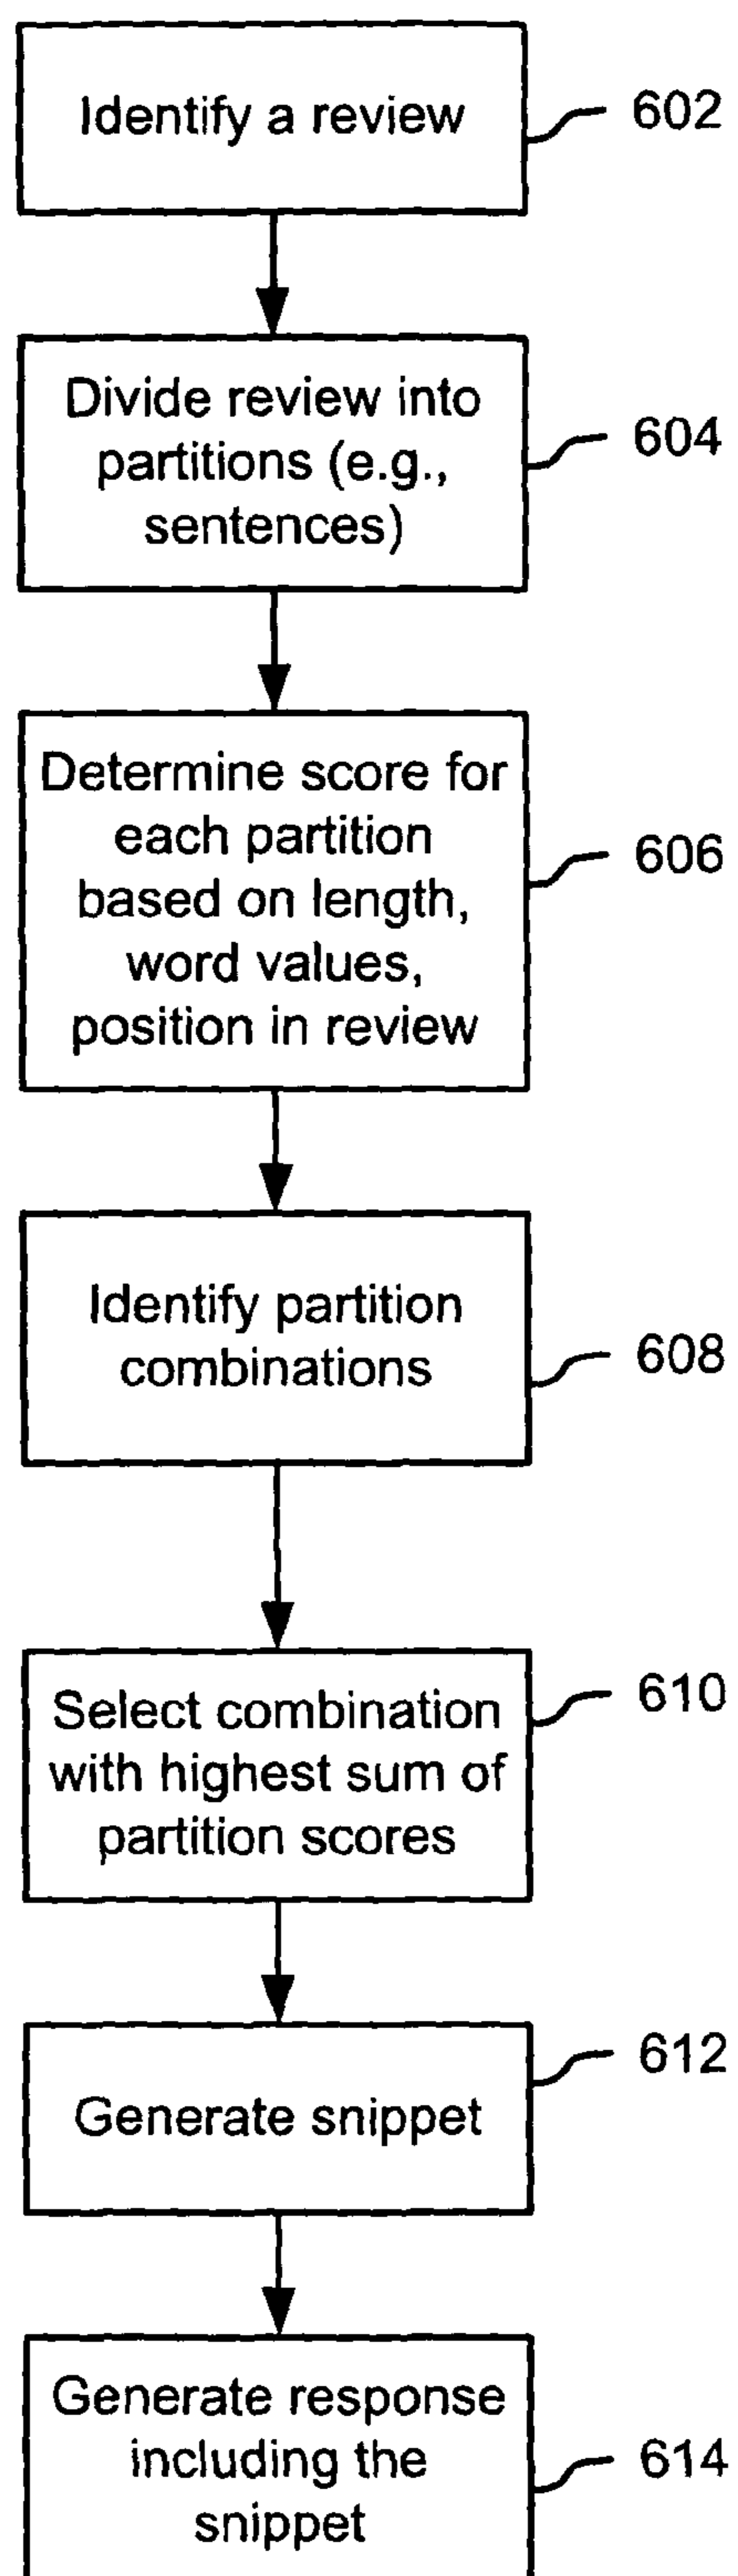 Identify a review
602
Divide review into
partitions (e.g.,
sentences)
604
Determine score for
each partition
based on length,
word values,
position in review
606
Identify partition
combinations
608
Select combination
with highest sum of
partition scores
610
Generate snippet
612
Generate response
including the
snippet
614